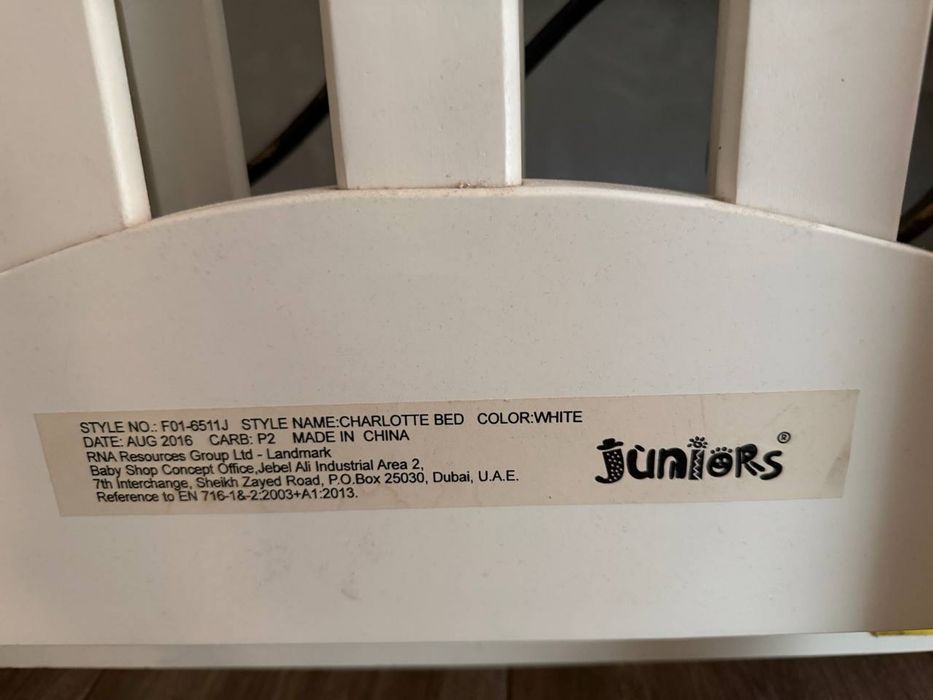 STYLE NO.: F01-6511J STYLE NAME:CHARLOTTE BED COLOR:WHITE
DATE: AUG 2016 CARB: P2 MADE IN CHINA
RNA Resources Group Ltd - Landmark
Baby Shop Concept Office,Jebel Ali Industrial Area 2,
7th Interchange, Sheikh Zayed Road, P.O.Box 25030, Dubai, U.A.E.
Reference to EN 716-1&-2:2003+A1:2013.
JUNIORS®